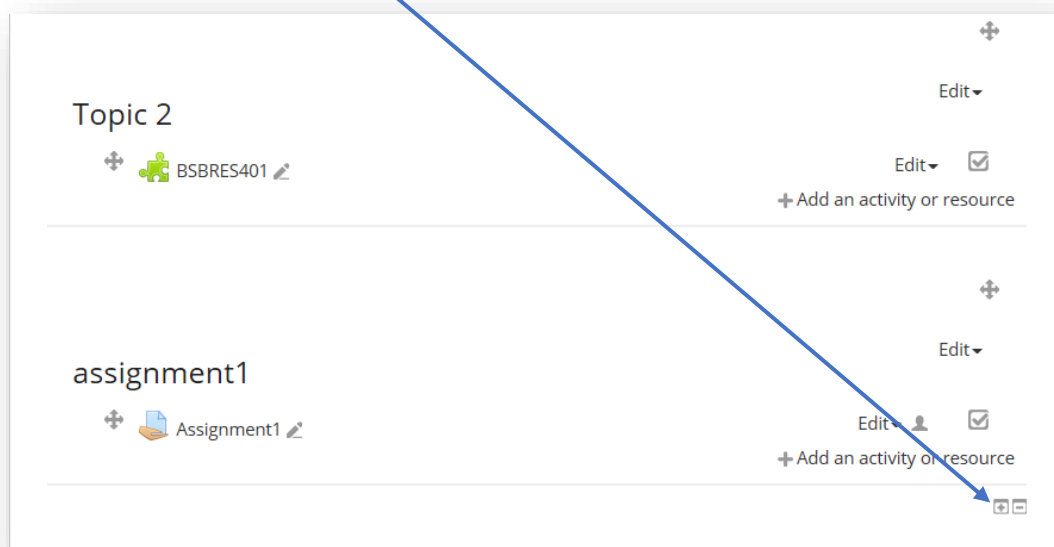 Edit
Topic 2
BSBRES401
Edit
Add an activity or resource
Edit
assignment1
Assignment1
Edit
Add an activity or resource